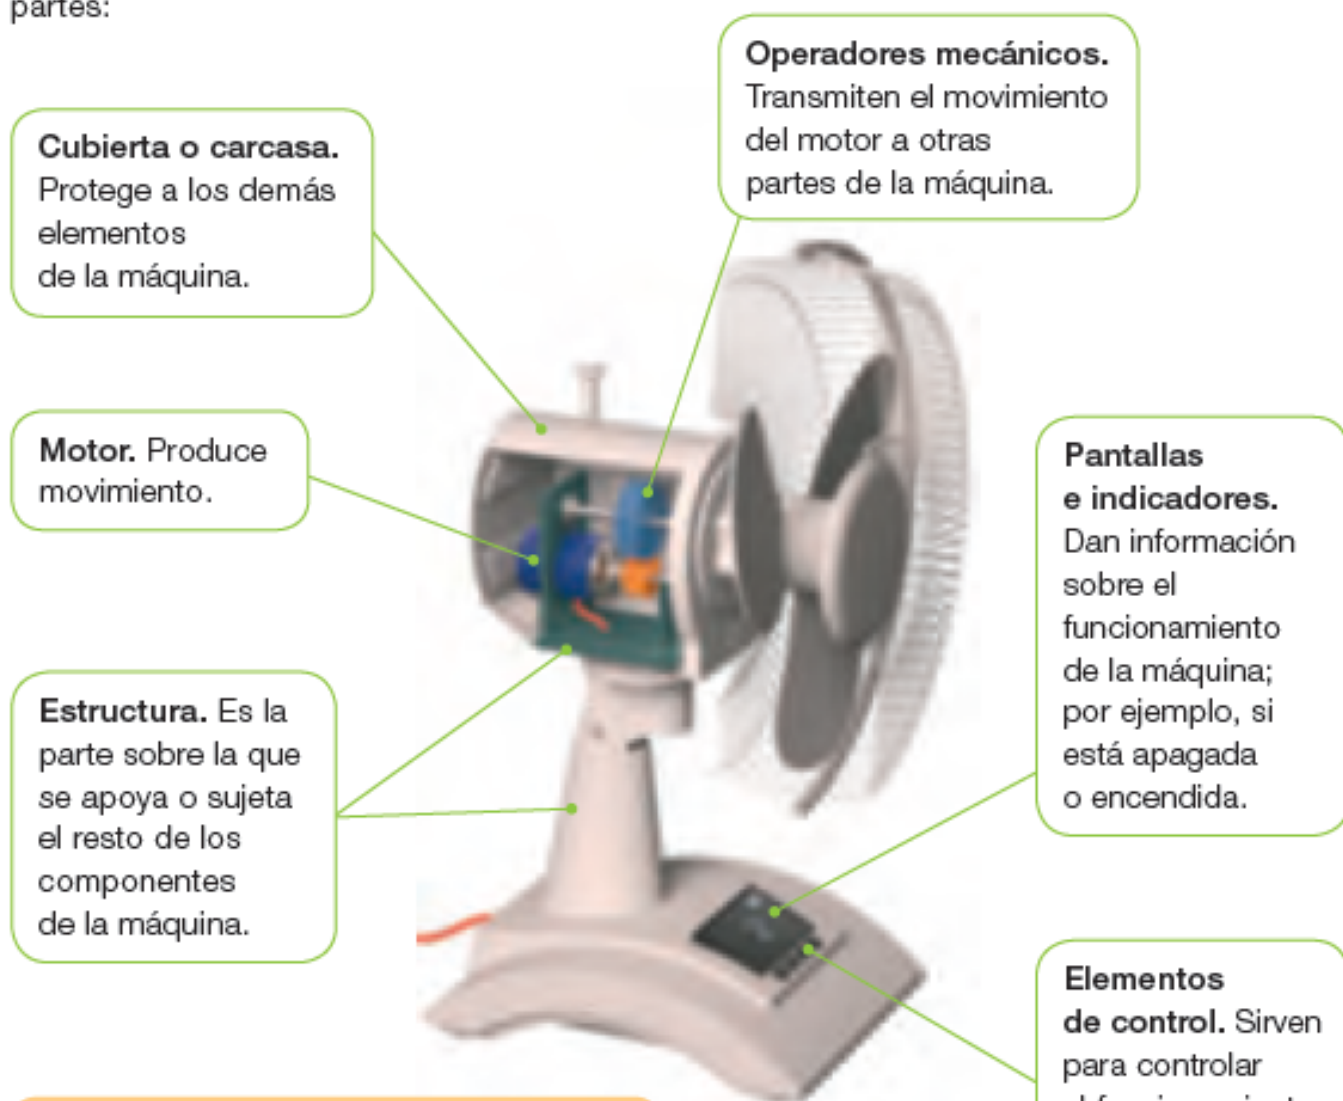 partes:
Operadores mecánicos.
Transmiten el movimiento
del motor a otras
partes de la máquina.
Cubierta o carcasa.
Protege a los demás
elementos
de la máquina.
Motor. Produce
movimiento.
Pantallas
e indicadores.
Dan información
sobre el
funcionamiento
de la máquina;
por ejemplo, si
está apagada
o encendida.
Estructura. Es la
parte sobre la que
se apoya o sujeta
el resto de los
componentes
de la máquina.
Elementos
de control. Sirven
para controlar